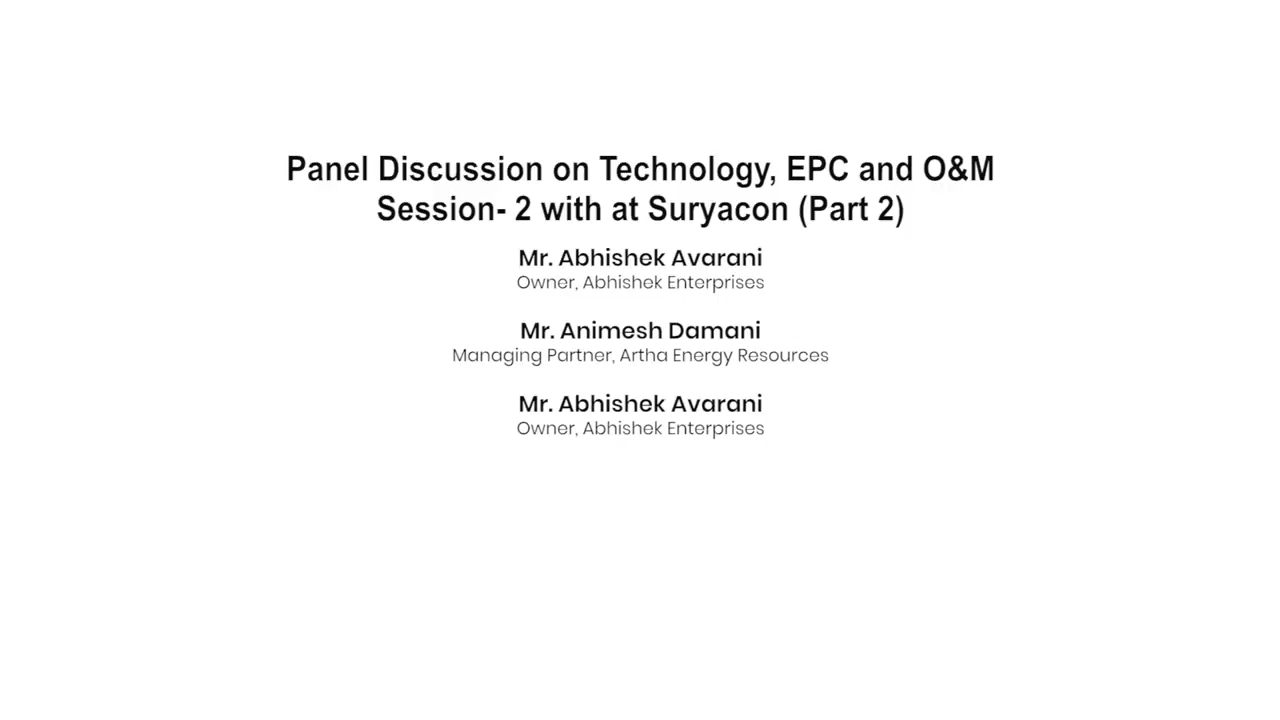 Panel Discussion on Technology, EPC and O&M
Session- 2 with at Suryacon (Part 2)
Mr. Abhishek Avarani
Owner, Abhishek Enterprises
Mr. Animesh Damani
Managing Partner, Artha Energy Resources
Mr. Abhishek Avarani
Owner, Abhishek Enterprises